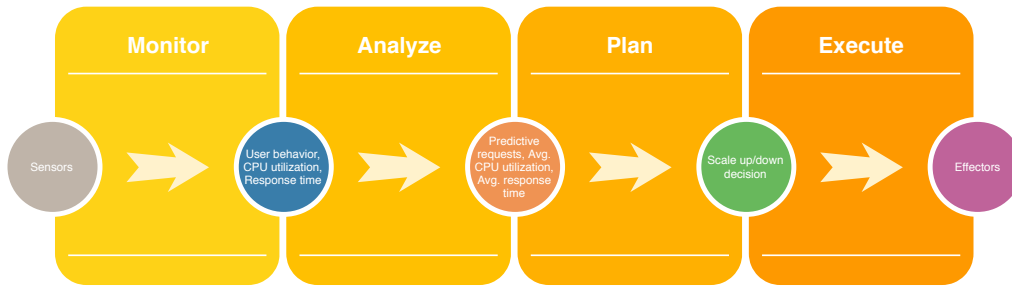 Monitor
Analyze
Plan
Execute
Sensors
User behavior,
CPU utilization,
Response time
Predictive
requests, Avg.
CPU utilization,
Avg. response
time
Scale up/down
decision
Effectors